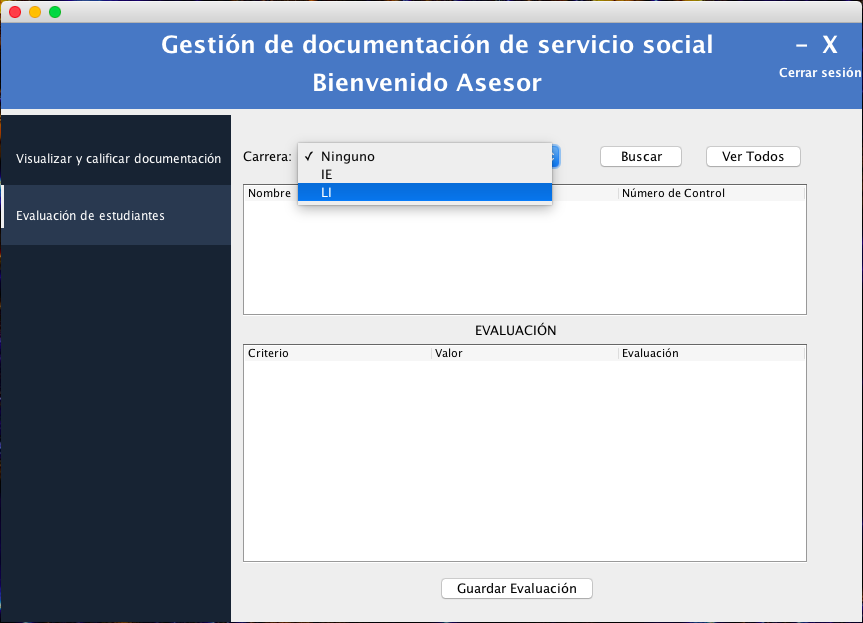 Gestión de documentación de servicio social
– X
Bienvenido Asesor
Cerrar sesión
Visualizar y calificar documentación
Evaluación de estudiantes
Carrera:
✓ Ninguno
IE
LI
Buscar
Ver Todos
Nombre
Número de Control
EVALUACIÓN
Criterio
Valor
Evaluación
Guardar Evaluación